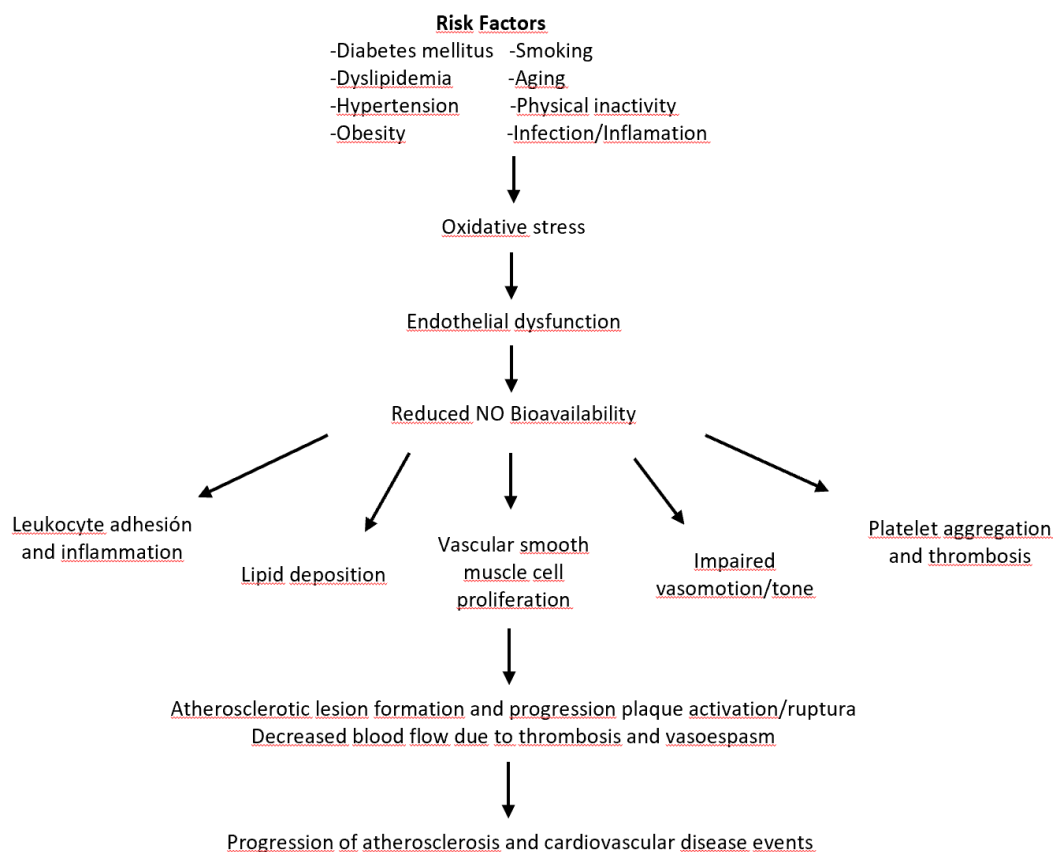 Risk Factors
-Diabetes mellitus -Smoking
-Dyslipidemia -Aging
-Hypertension -Physical inactivity
-Obesity -Infection/Inflamation
Oxidative stress
Endothelial dysfunction
Reduced NO Bioavailability
Leukocyte adhesión
and inflammation
Lipid deposition
Vascular smooth
muscle cell
proliferation
Impaired
vasomotion/tone
Platelet aggregation
and thrombosis
Atherosclerotic lesion formation and progression plaque activation/ruptura
Decreased blood flow due to thrombosis and vasoespasm
Progression of atherosclerosis and cardiovascular disease events